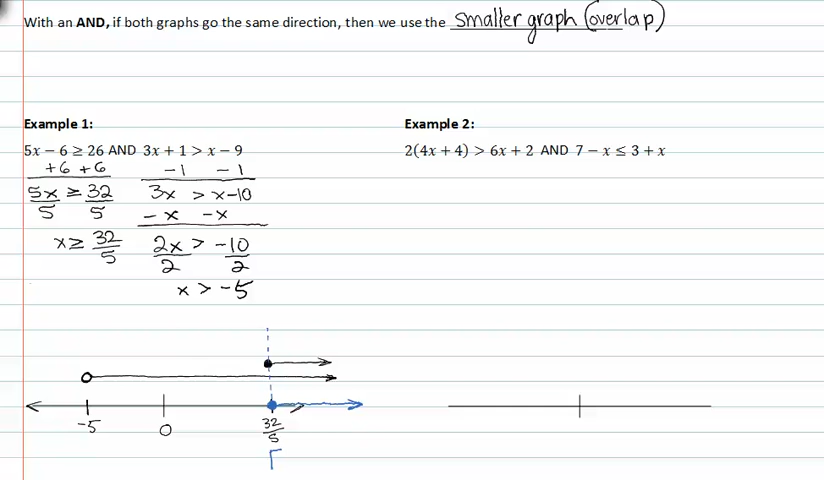 With an AND, if both graphs go the same direction, then we use the smaller graph (overlap)
Example 1:
5x − 6 ≥ 26 AND 3x + 1 > x − 9
+6 +6
5x ≥ 32
5 5
x ≥ 32/5
−1 −1
3x > x−10
−x −x
2x > −10
2 2
x > −5
−5 0 32/5
[
Example 2:
2(4x + 4) > 6x + 2 AND 7 − x ≤ 3 + x